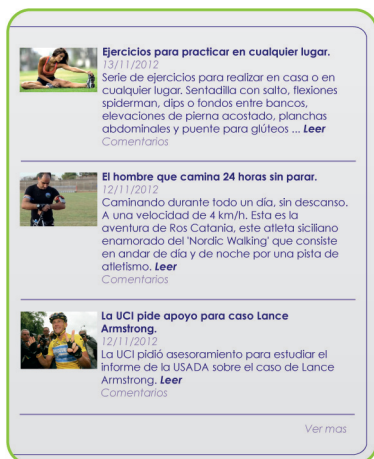 Ejercicios para practicar en cualquier lugar.
13/11/2012
Serie de ejercicios para realizar en casa o en
cualquier lugar. Sentadilla con salto, flexiones
spiderman, dips o fondos entre bancos,
elevaciones de pierna acostado, planchas
abdominales y puente para glúteos ... Leer
Comentarios
El hombre que camina 24 horas sin parar.
12/11/2012
Caminando durante todo un día, sin descanso.
A una velocidad de 4 km/h. Esta es la
aventura de Ros Catania, este atleta siciliano
enamorado del 'Nordic Walking' que consiste
en andar de día y de noche por una pista de
atletismo. Leer
Comentarios
La UCI pide apoyo para caso Lance
Armstrong.
12/11/2012
La UCI pidió asesoramiento para estudiar el
informe de la USADA sobre el caso de Lance
Armstrong. Leer
Comentarios
Ver mas